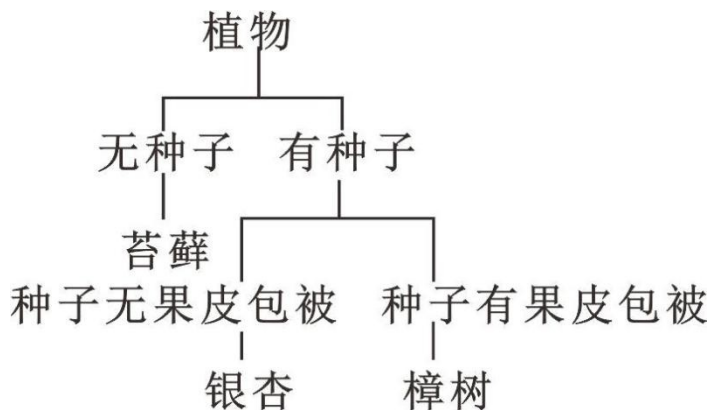 植物
无种子 有种子
苔藓
种子无果皮包被 种子有果皮包被
银杏 樟树